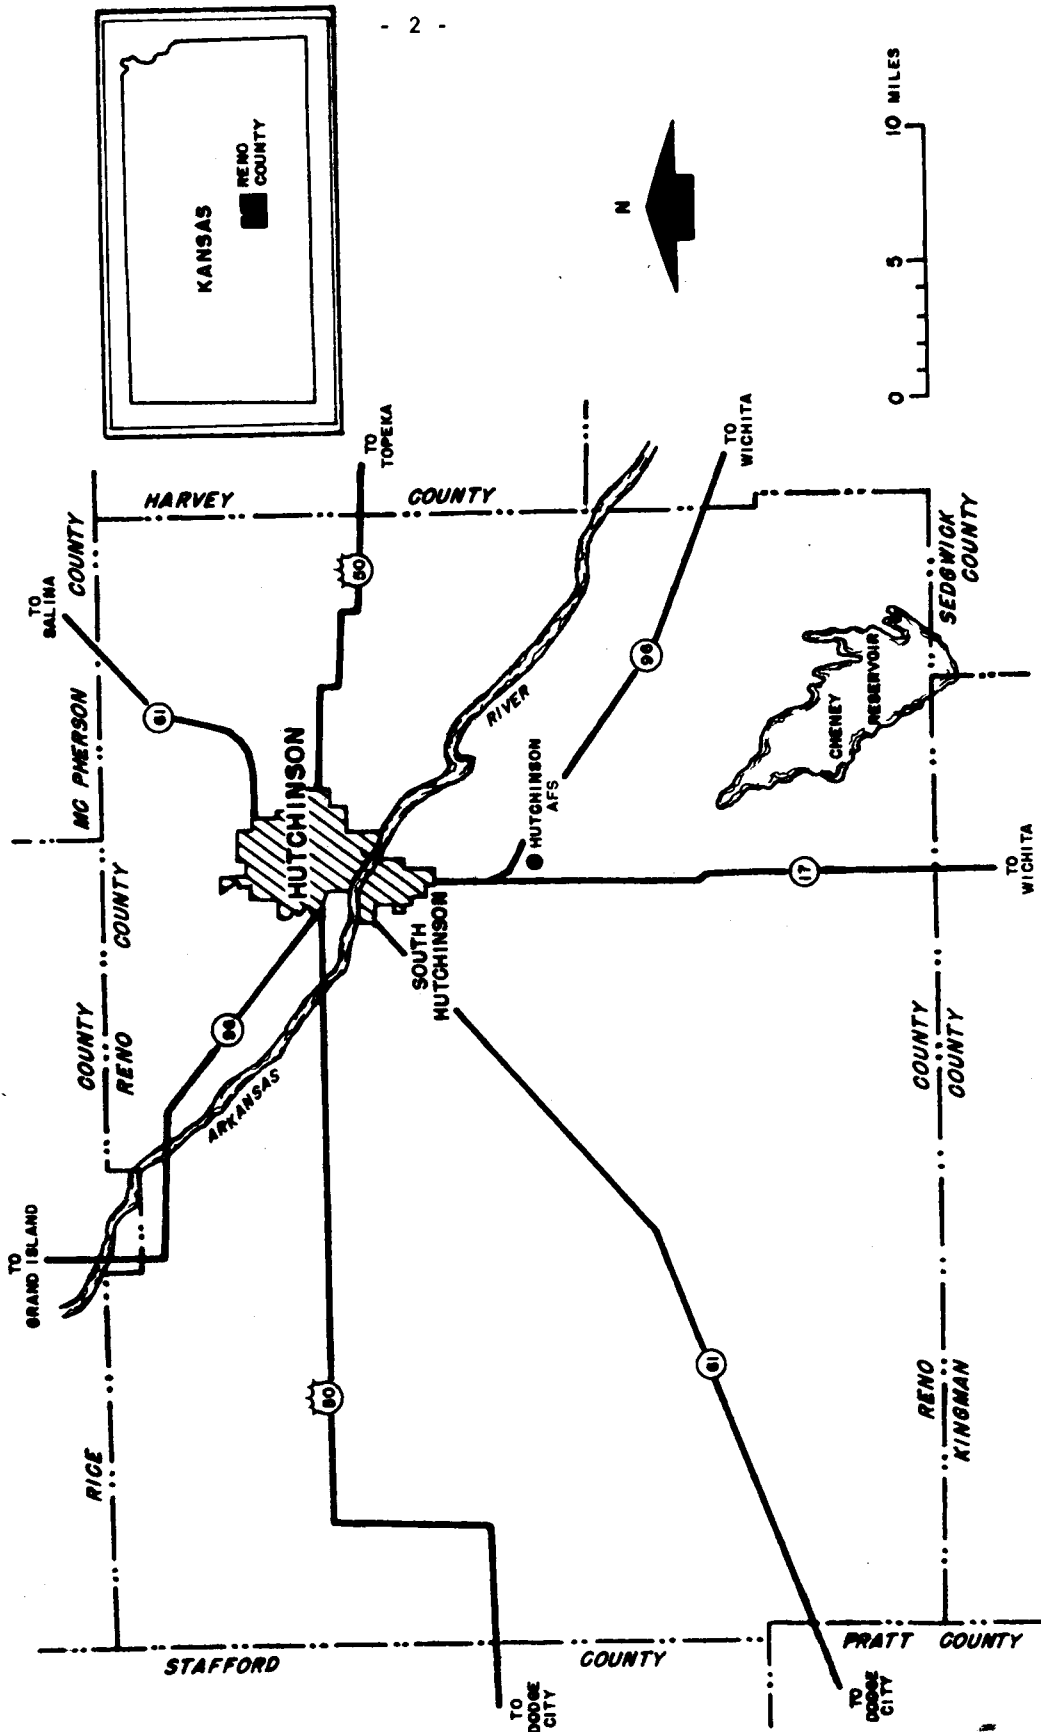 - 2 -
KANSAS
RENO
COUNTY
N
0 5 10 MILES
TO
GRAND ISLAND
TO
SALINA
RICE
COUNTY
MC PHERSON
COUNTY
RENO
COUNTY
HARVEY
COUNTY
96
61
ARKANSAS
HUTCHINSON
50
TO
TOPEKA
50
SOUTH
HUTCHINSON
RIVER
HUTCHINSON
AFS
96
TO
WICHITA
STAFFORD
COUNTY
TO
DODGE
CITY
61
17
CHENEY
RESERVOIR
PRATT COUNTY
TO
DODGE
CITY
RENO
COUNTY
KINGMAN
COUNTY
SEDGWICK
COUNTY
TO
WICHITA